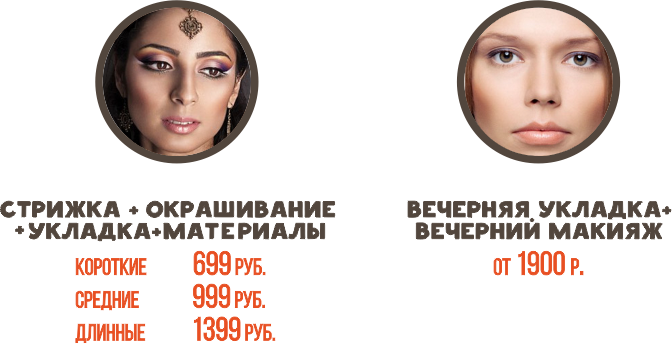 СТРИЖКА + ОКРАШИВАНИЕ
+УКЛАДКА+МАТЕРИАЛЫ
КОРОТКИЕ 699 РУБ.
СРЕДНИЕ 999 РУБ.
ДЛИННЫЕ 1399 РУБ.
ВЕЧЕРНЯЯ УКЛАДКА+
ВЕЧЕРНИЙ МАКИЯЖ
ОТ 1900 Р.